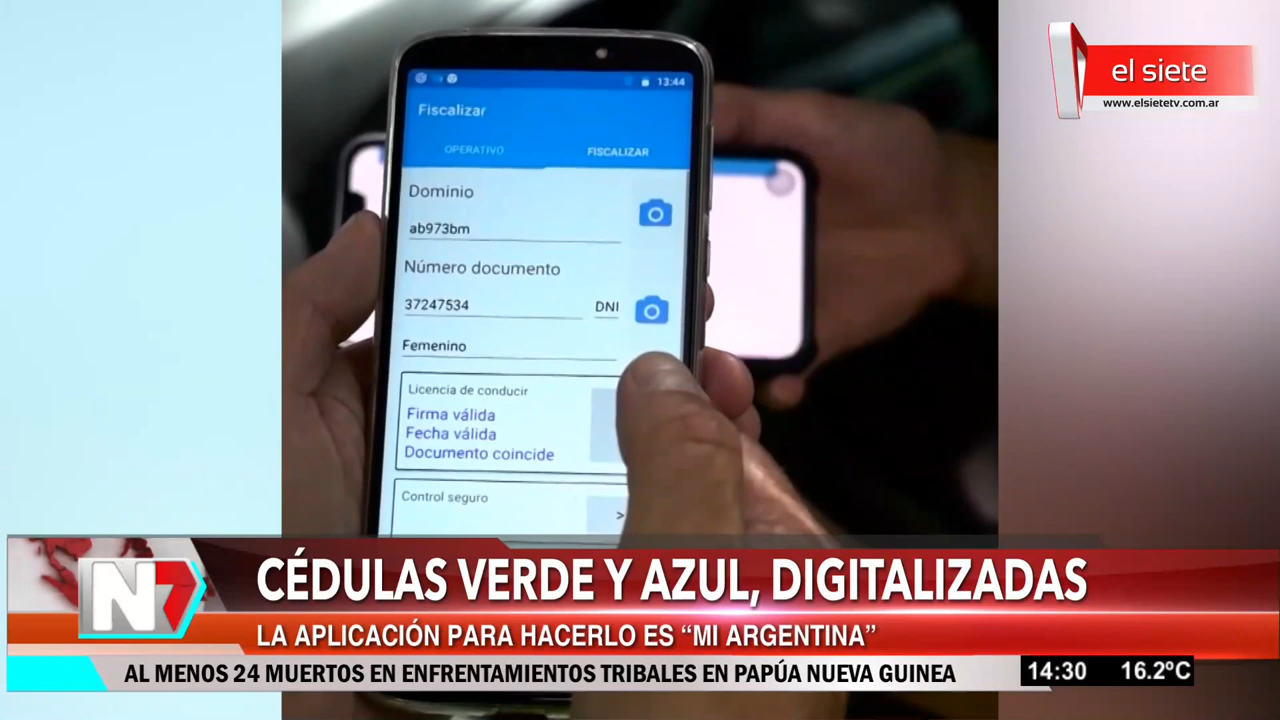 el siete
www.elsietetv.com.ar
13:44
Fiscalizar
OPERATIVO
FISCALIZAR
Dominio
ab973bm
Número documento
37247534
DNI
Femenino
Licencia de conducir
Firma válida
Fecha válida
Documento coincide
Control seguro
>
N7
CÉDULAS VERDE Y AZUL, DIGITALIZADAS
LA APLICACIÓN PARA HACERLO ES “MI ARGENTINA”
AL MENOS 24 MUERTOS EN ENFRENTAMIENTOS TRIBALES EN PAPÚA NUEVA GUINEA
14:30
16.2ºC